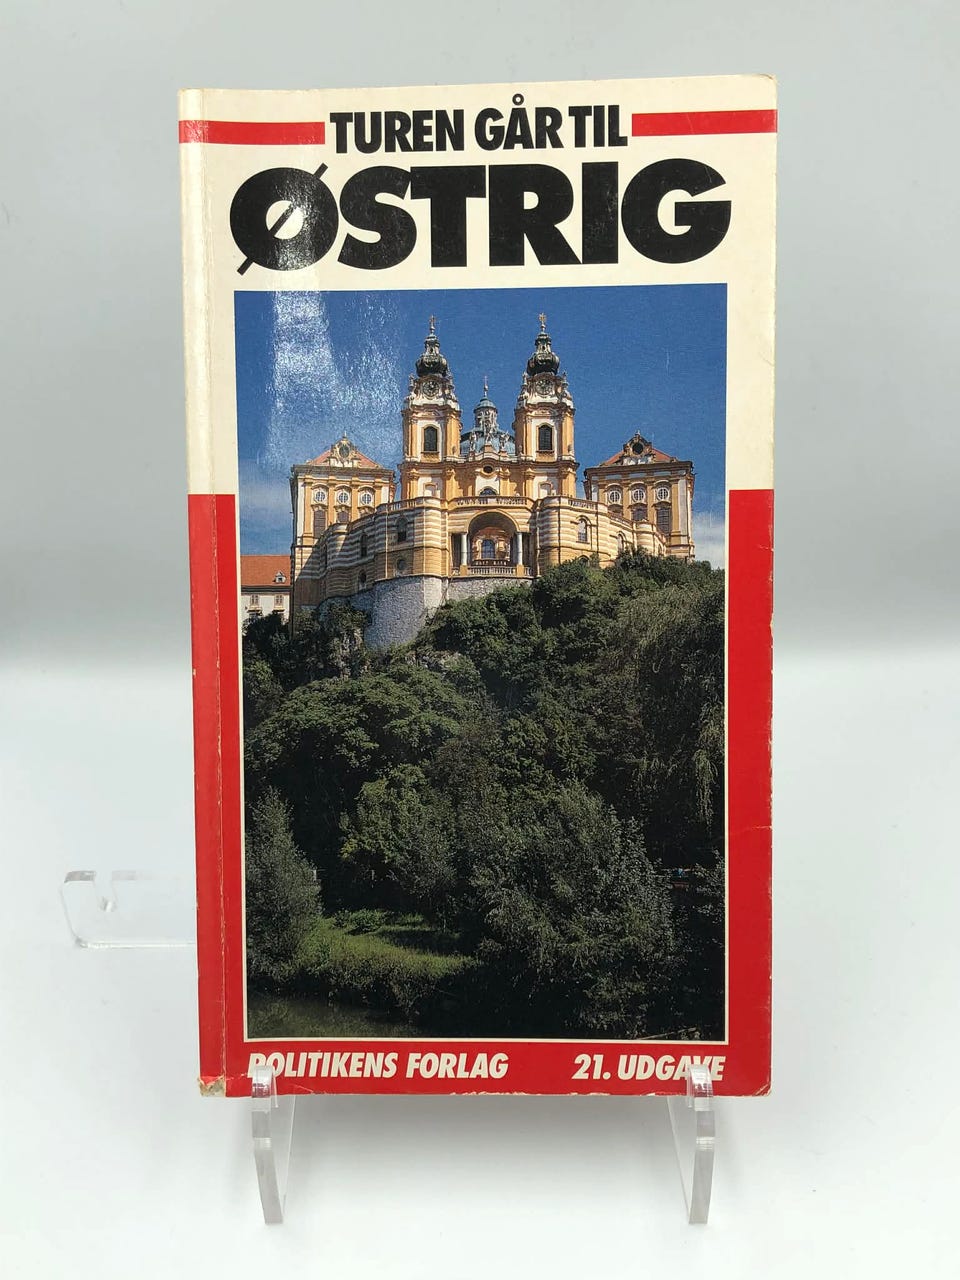 TUREN GÅR TIL
ØSTRIG
POLITIKENS FORLAG 21. UDGAVE